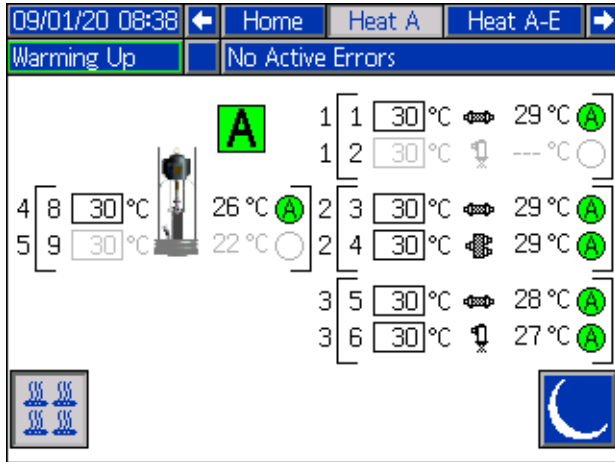 09/01/20 08:38 Home Heat A Heat A-E
Warming Up No Active Errors
A
1 1 30 °C 29 °C A
1 2 30 °C --- °C
4 8 30 °C 26 °C A
5 9 30 °C 22 °C
2 3 30 °C 29 °C A
2 4 30 °C 29 °C A
3 5 30 °C 28 °C A
3 6 30 °C 27 °C A